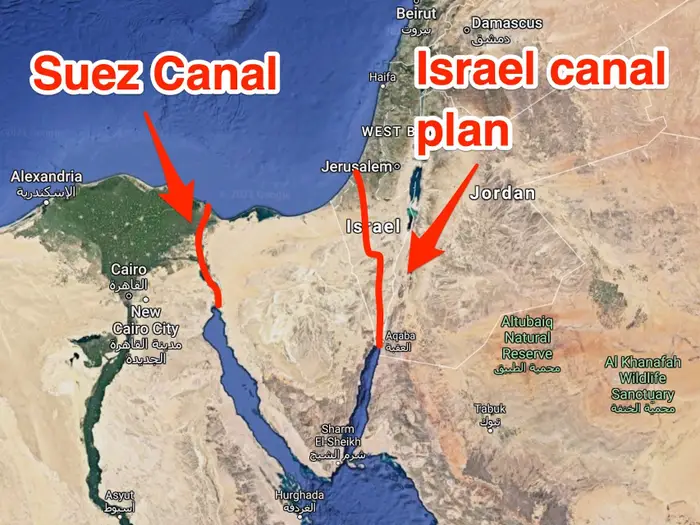 Beirut
بيروت
Damascus
دمشق
Suez Canal
Israel canal
plan
Haifa
WEST B
Alexandria
الإسكندرية
Jerusalem
Jordan
Israel
Cairo
القاهرة
New
Cairo City
مدينة القاهرة
الجديدة
Aqaba
العقبة
Altubaiq
Natural
Reserve
محمية الطبيق
Al Khanafah
Wildlife
Sanctuary
محمية الخنفة
Tabuk
تبوك
Sharm
El-Sheikh
شرم الشيخ
Asyut
أسيوط
Hurghada
الغردقة